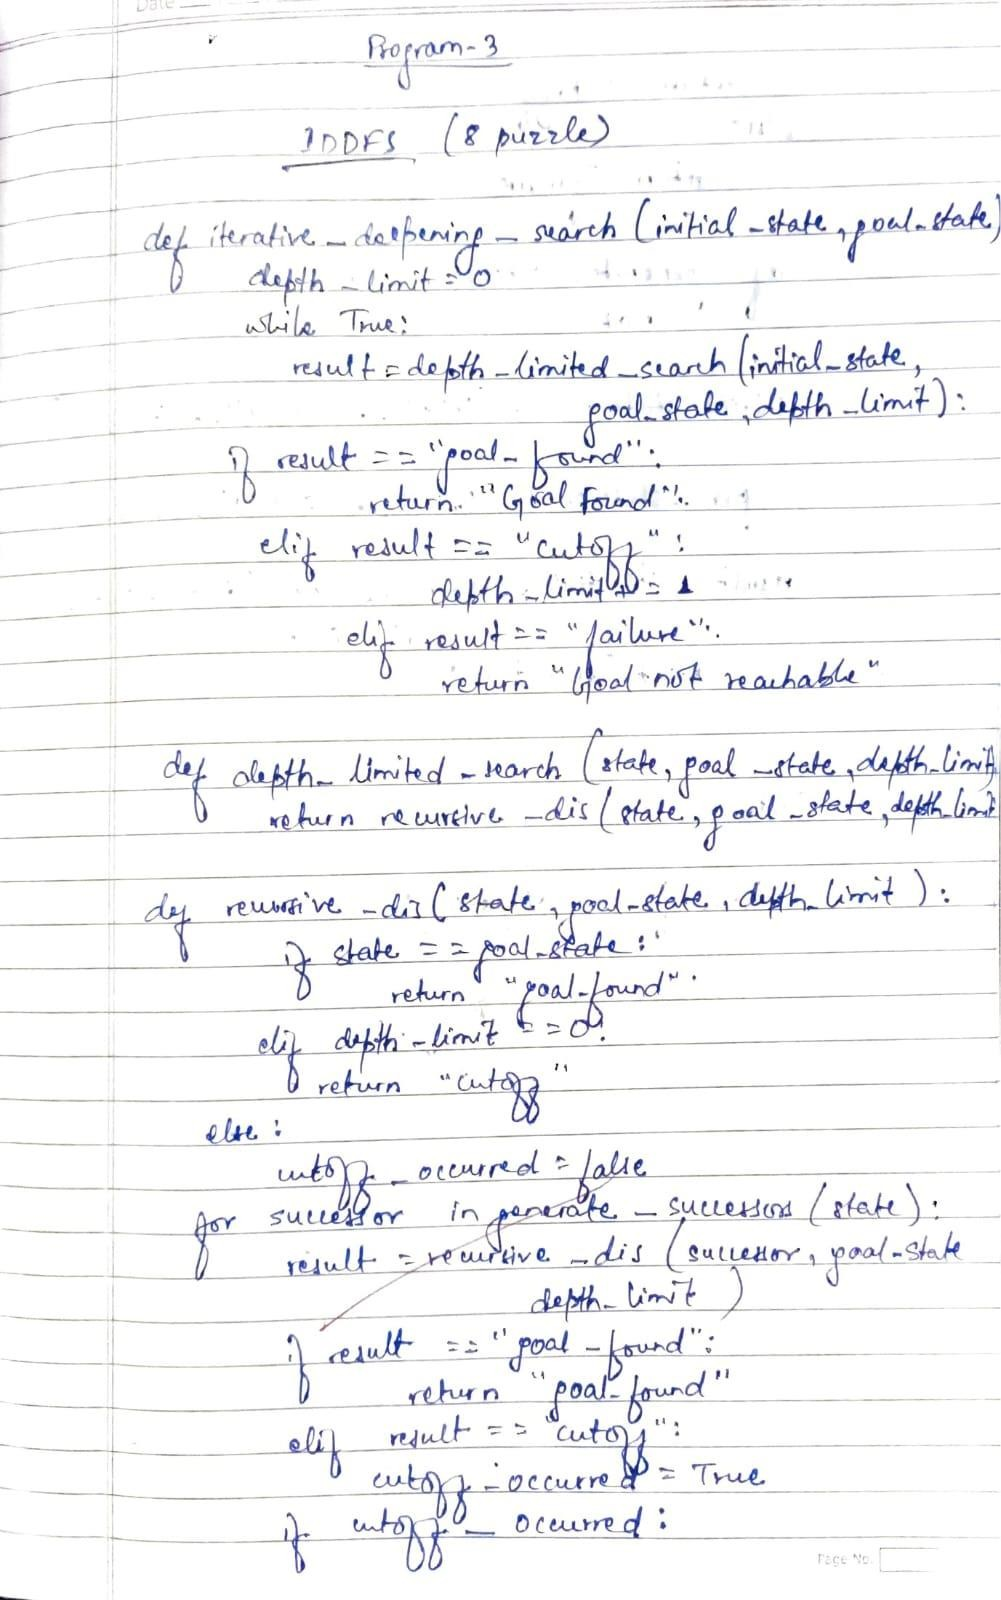 Date
Program-3
IDDFS (8 puzzle)
def iterative_deepening_search (initial_state, goal_state)
depth_limit = 0
while True:
result = depth_limited_search (initial_state,
goal_state, depth_limit):
if result == "goal_found":
return "Goal Found".
elif result == "cutoff":
depth_limit += 1
elif result == "failure":
return "Goal not reachable"
def depth_limited_search (state, goal_state, depth_limit)
return recursive_dls (state, goal_state, depth_limit
def recursive_dls (state, goal_state, depth_limit):
if state == goal_state:
return "goal_found".
elif depth_limit == 0:
return "cutoff"
else:
cutoff_occurred = false
for successor in generate_successors (state):
result = recursive_dls (successor, goal_state
depth_limit)
if result == "goal_found":
return "goal_found"
elif result == "cutoff":
cutoff_occurred = True
if cutoff_occurred:
Page No.